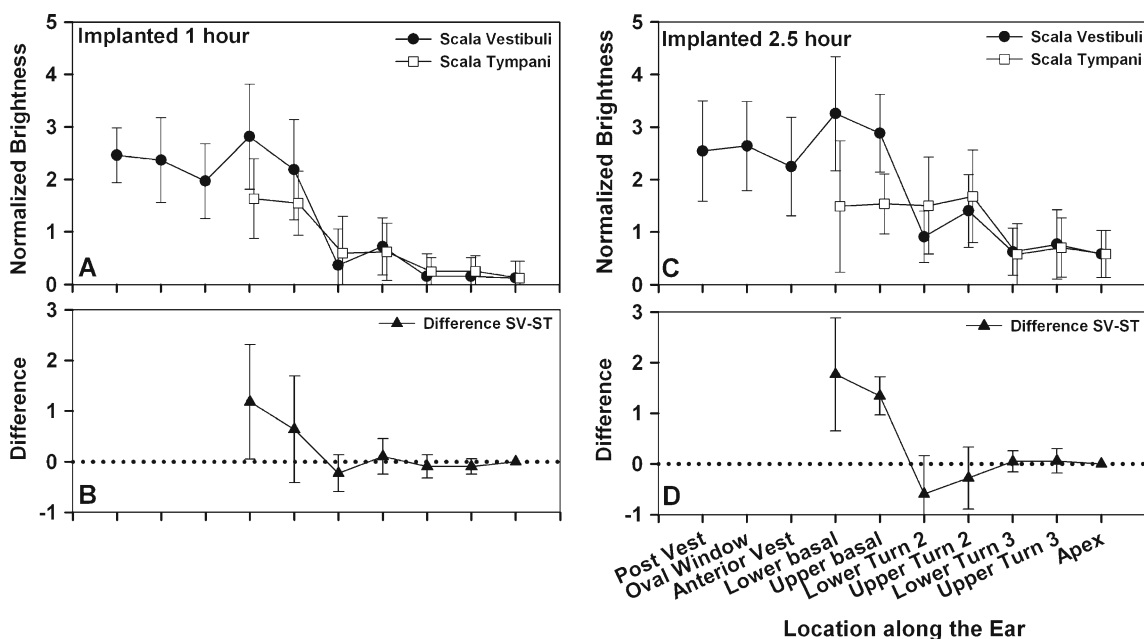 Implanted 1 hour
Scala Vestibuli
Scala Tympani
Normalized Brightness
5
4
3
2
1
0
A
Difference SV-ST
Difference
3
2
1
0
-1
B
Implanted 2.5 hour
Scala Vestibuli
Scala Tympani
Normalized Brightness
5
4
3
2
1
0
C
Difference SV-ST
Difference
3
2
1
0
-1
D
Post Vest
Oval Window
Anterior Vest
Lower basal
Upper basal
Lower Turn 2
Upper Turn 2
Lower Turn 3
Upper Turn 3
Apex
Location along the Ear